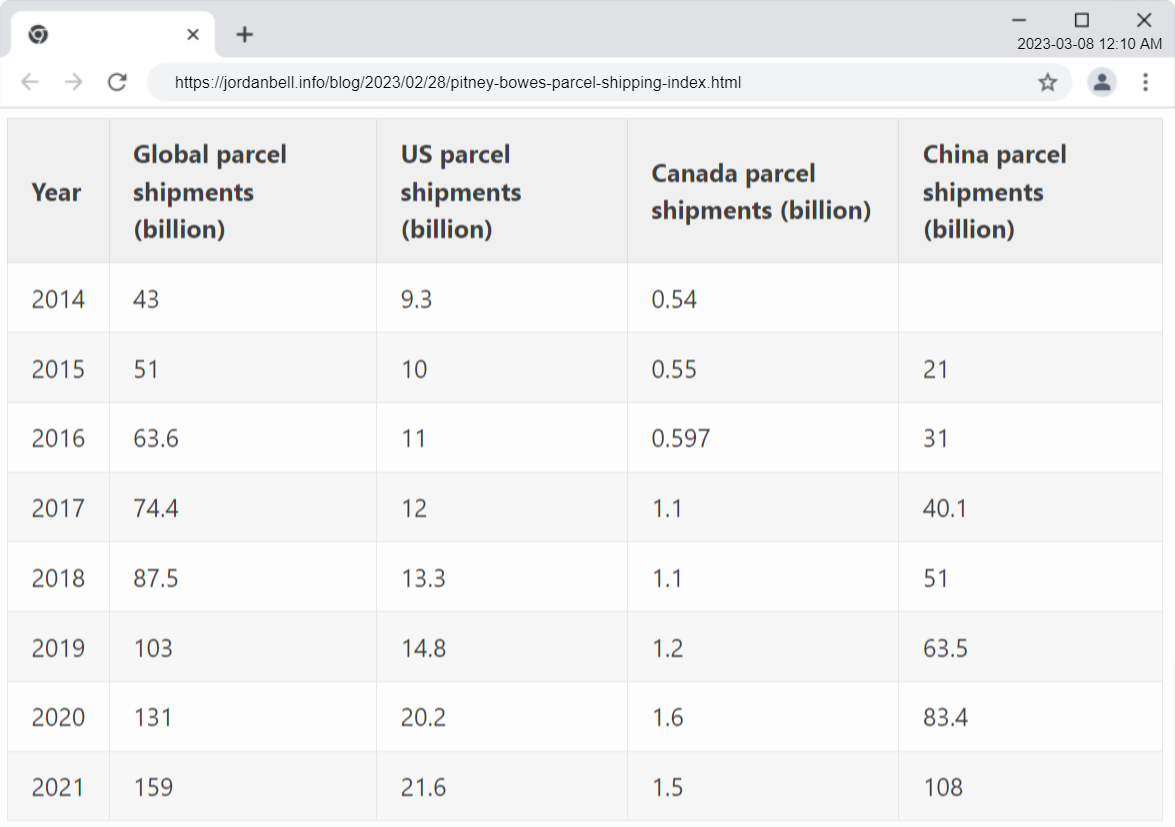 2023-03-08 12:10 AM
https://jordanbell.info/blog/2023/02/28/pitney-bowes-parcel-shipping-index.html
Year Global parcel shipments (billion) US parcel shipments (billion) Canada parcel shipments (billion) China parcel shipments (billion)
2014 43 9.3 0.54
2015 51 10 0.55 21
2016 63.6 11 0.597 31
2017 74.4 12 1.1 40.1
2018 87.5 13.3 1.1 51
2019 103 14.8 1.2 63.5
2020 131 20.2 1.6 83.4
2021 159 21.6 1.5 108